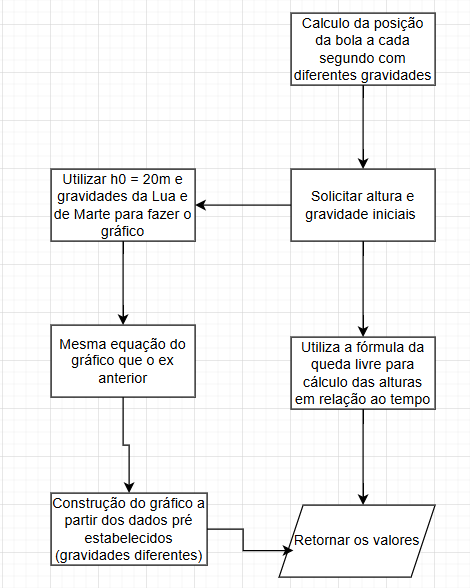 Calculo da posição
da bola a cada
segundo com
diferentes gravidades
Utilizar h0 = 20m e
gravidades da Lua e
de Marte para fazer o
gráfico
Solicitar altura e
gravidade iniciais
Mesma equação do
gráfico que o ex
anterior
Utiliza a fórmula da
queda livre para
cálculo das alturas
em relação ao tempo
Construção do gráfico a
partir dos dados pré
estabelecidos
(gravidades diferentes)
Retornar os valores